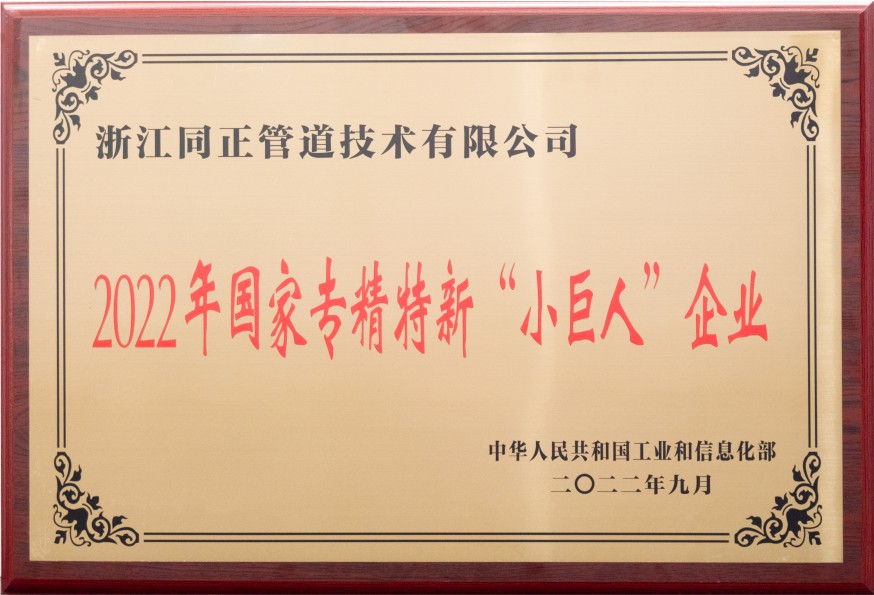 浙江同正管道技术有限公司
2022年国家专精特新“小巨人”企业
中华人民共和国工业和信息化部
二〇二二年九月